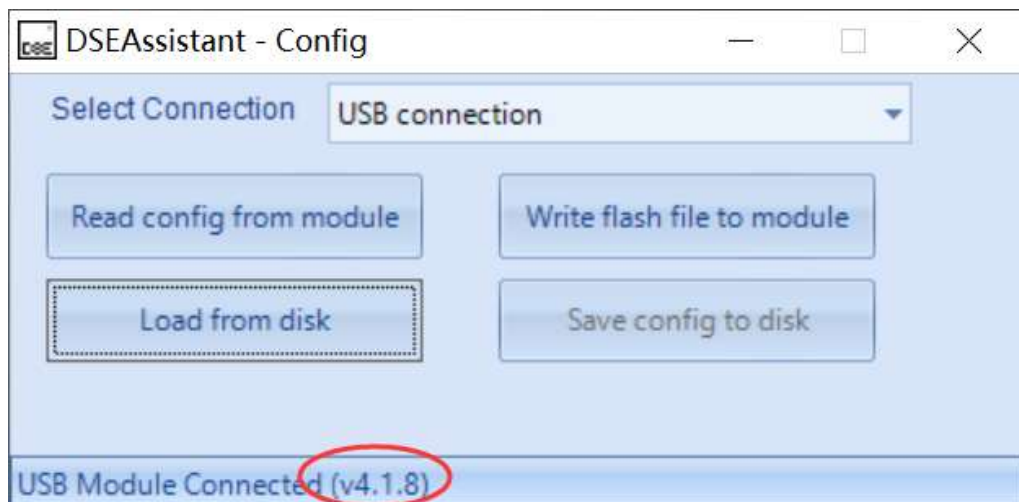 DSE DSEAssistant - Config
Select Connection USB connection
Read config from module Write flash file to module
Load from disk Save config to disk
USB Module Connected (v4.1.8)